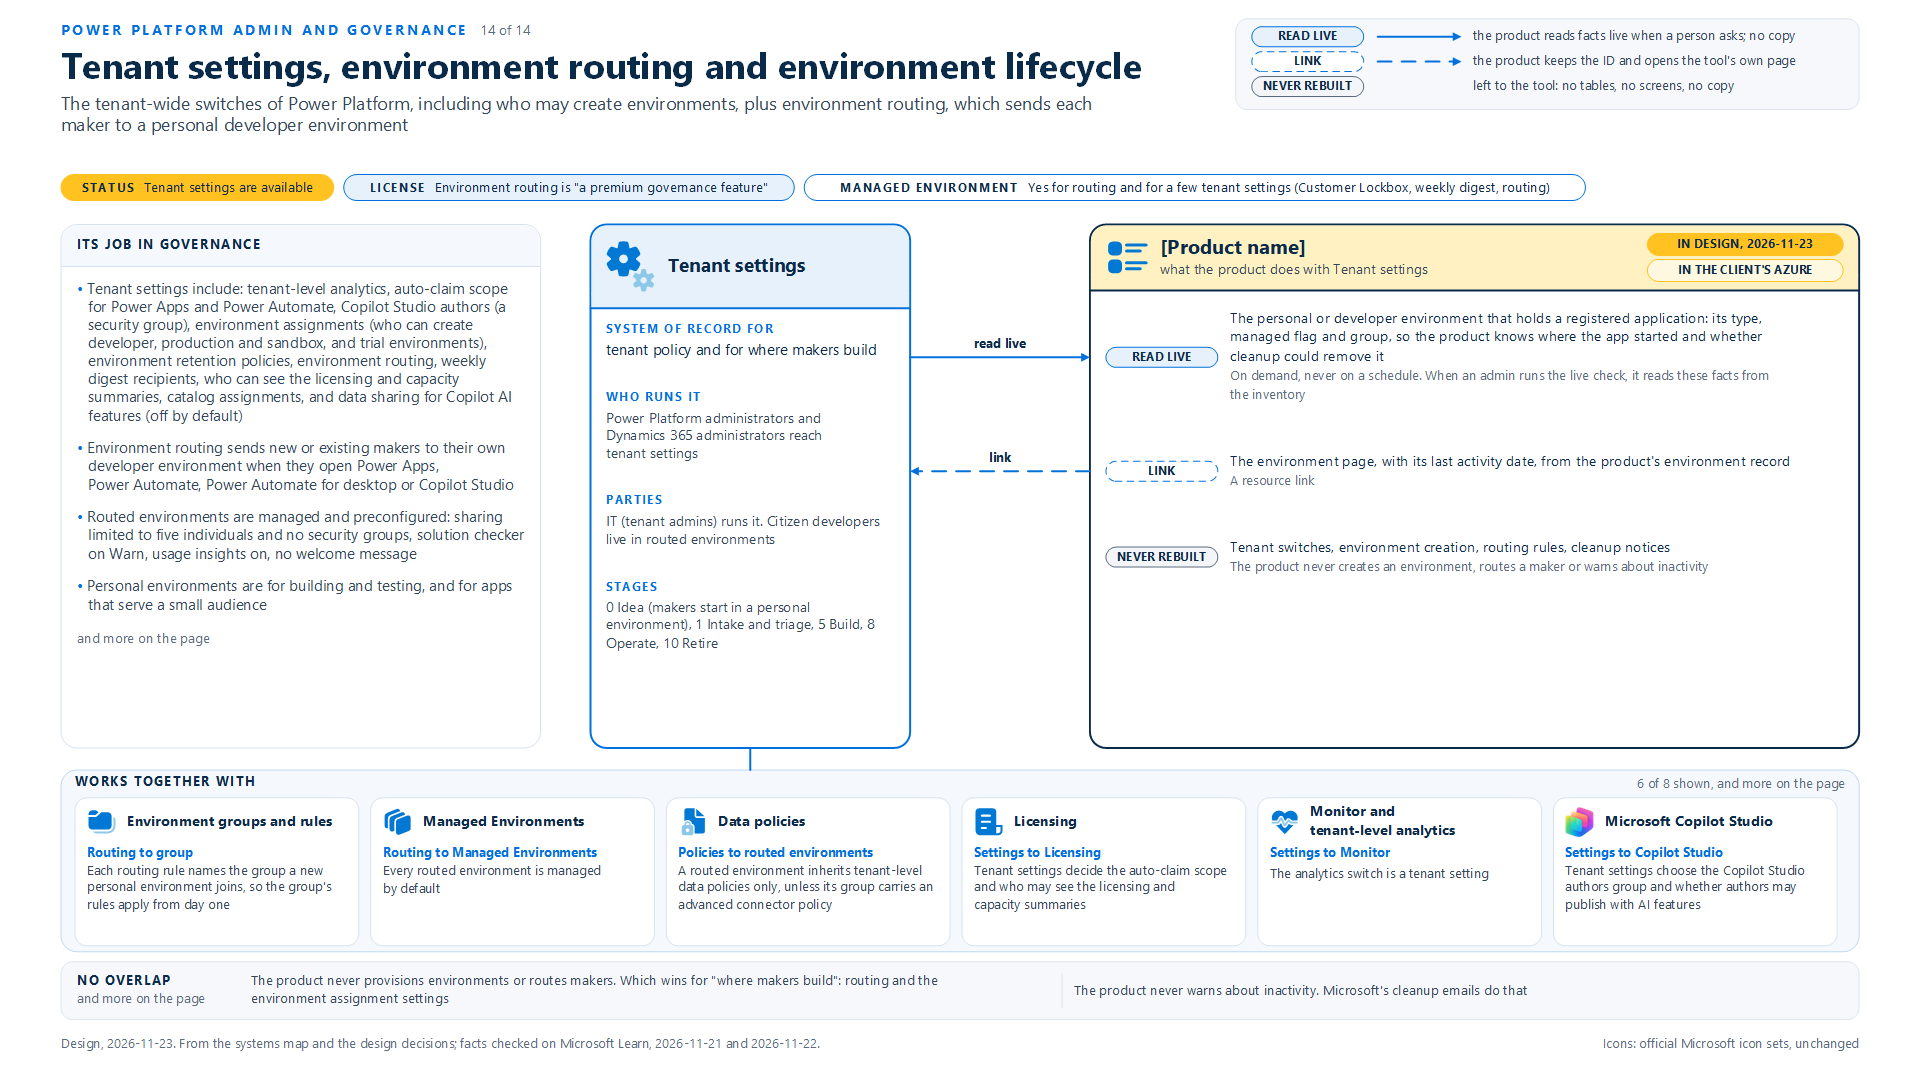 POWER PLATFORM ADMIN AND GOVERNANCE 14 of 14
Tenant settings, environment routing and environment lifecycle
The tenant-wide switches of Power Platform, including who may create environments, plus environment routing, which sends each
maker to a personal developer environment
READ LIVE the product reads facts live when a person asks; no copy
LINK the product keeps the ID and opens the tool's own page
NEVER REBUILT left to the tool: no tables, no screens, no copy
STATUS Tenant settings are available
LICENSE Environment routing is "a premium governance feature"
MANAGED ENVIRONMENT Yes for routing and for a few tenant settings (Customer Lockbox, weekly digest, routing)
ITS JOB IN GOVERNANCE
• Tenant settings include: tenant-level analytics, auto-claim scope
for Power Apps and Power Automate, Copilot Studio authors (a
security group), environment assignments (who can create
developer, production and sandbox, and trial environments),
environment retention policies, environment routing, weekly
digest recipients, who can see the licensing and capacity
summaries, catalog assignments, and data sharing for Copilot AI
features (off by default)
• Environment routing sends new or existing makers to their own
developer environment when they open Power Apps,
Power Automate, Power Automate for desktop or Copilot Studio
• Routed environments are managed and preconfigured: sharing
limited to five individuals and no security groups, solution checker
on Warn, usage insights on, no welcome message
• Personal environments are for building and testing, and for apps
that serve a small audience
and more on the page
Tenant settings
SYSTEM OF RECORD FOR
tenant policy and for where makers build
WHO RUNS IT
Power Platform administrators and
Dynamics 365 administrators reach
tenant settings
PARTIES
IT (tenant admins) runs it. Citizen developers
live in routed environments
STAGES
0 Idea (makers start in a personal
environment), 1 Intake and triage, 5 Build, 8
Operate, 10 Retire
read live
link
[Product name]
what the product does with Tenant settings
IN DESIGN, 2026-11-23
IN THE CLIENT'S AZURE
READ LIVE
The personal or developer environment that holds a registered application: its type,
managed flag and group, so the product knows where the app started and whether
cleanup could remove it
On demand, never on a schedule. When an admin runs the live check, it reads these facts from
the inventory
LINK
The environment page, with its last activity date, from the product's environment record
A resource link
NEVER REBUILT
Tenant switches, environment creation, routing rules, cleanup notices
The product never creates an environment, routes a maker or warns about inactivity
WORKS TOGETHER WITH
6 of 8 shown, and more on the page
Environment groups and rules
Routing to group
Each routing rule names the group a new
personal environment joins, so the group's
rules apply from day one
Managed Environments
Routing to Managed Environments
Every routed environment is managed
by default
Data policies
Policies to routed environments
A routed environment inherits tenant-level
data policies only, unless its group carries an
advanced connector policy
Licensing
Settings to Licensing
Tenant settings decide the auto-claim scope
and who may see the licensing and
capacity summaries
Monitor and
tenant-level analytics
Settings to Monitor
The analytics switch is a tenant setting
Microsoft Copilot Studio
Settings to Copilot Studio
Tenant settings choose the Copilot Studio
authors group and whether authors may
publish with AI features
NO OVERLAP
and more on the page
The product never provisions environments or routes makers. Which wins for "where makers build": routing and the
environment assignment settings
The product never warns about inactivity. Microsoft's cleanup emails do that
Design, 2026-11-23. From the systems map and the design decisions; facts checked on Microsoft Learn, 2026-11-21 and 2026-11-22.
Icons: official Microsoft icon sets, unchanged